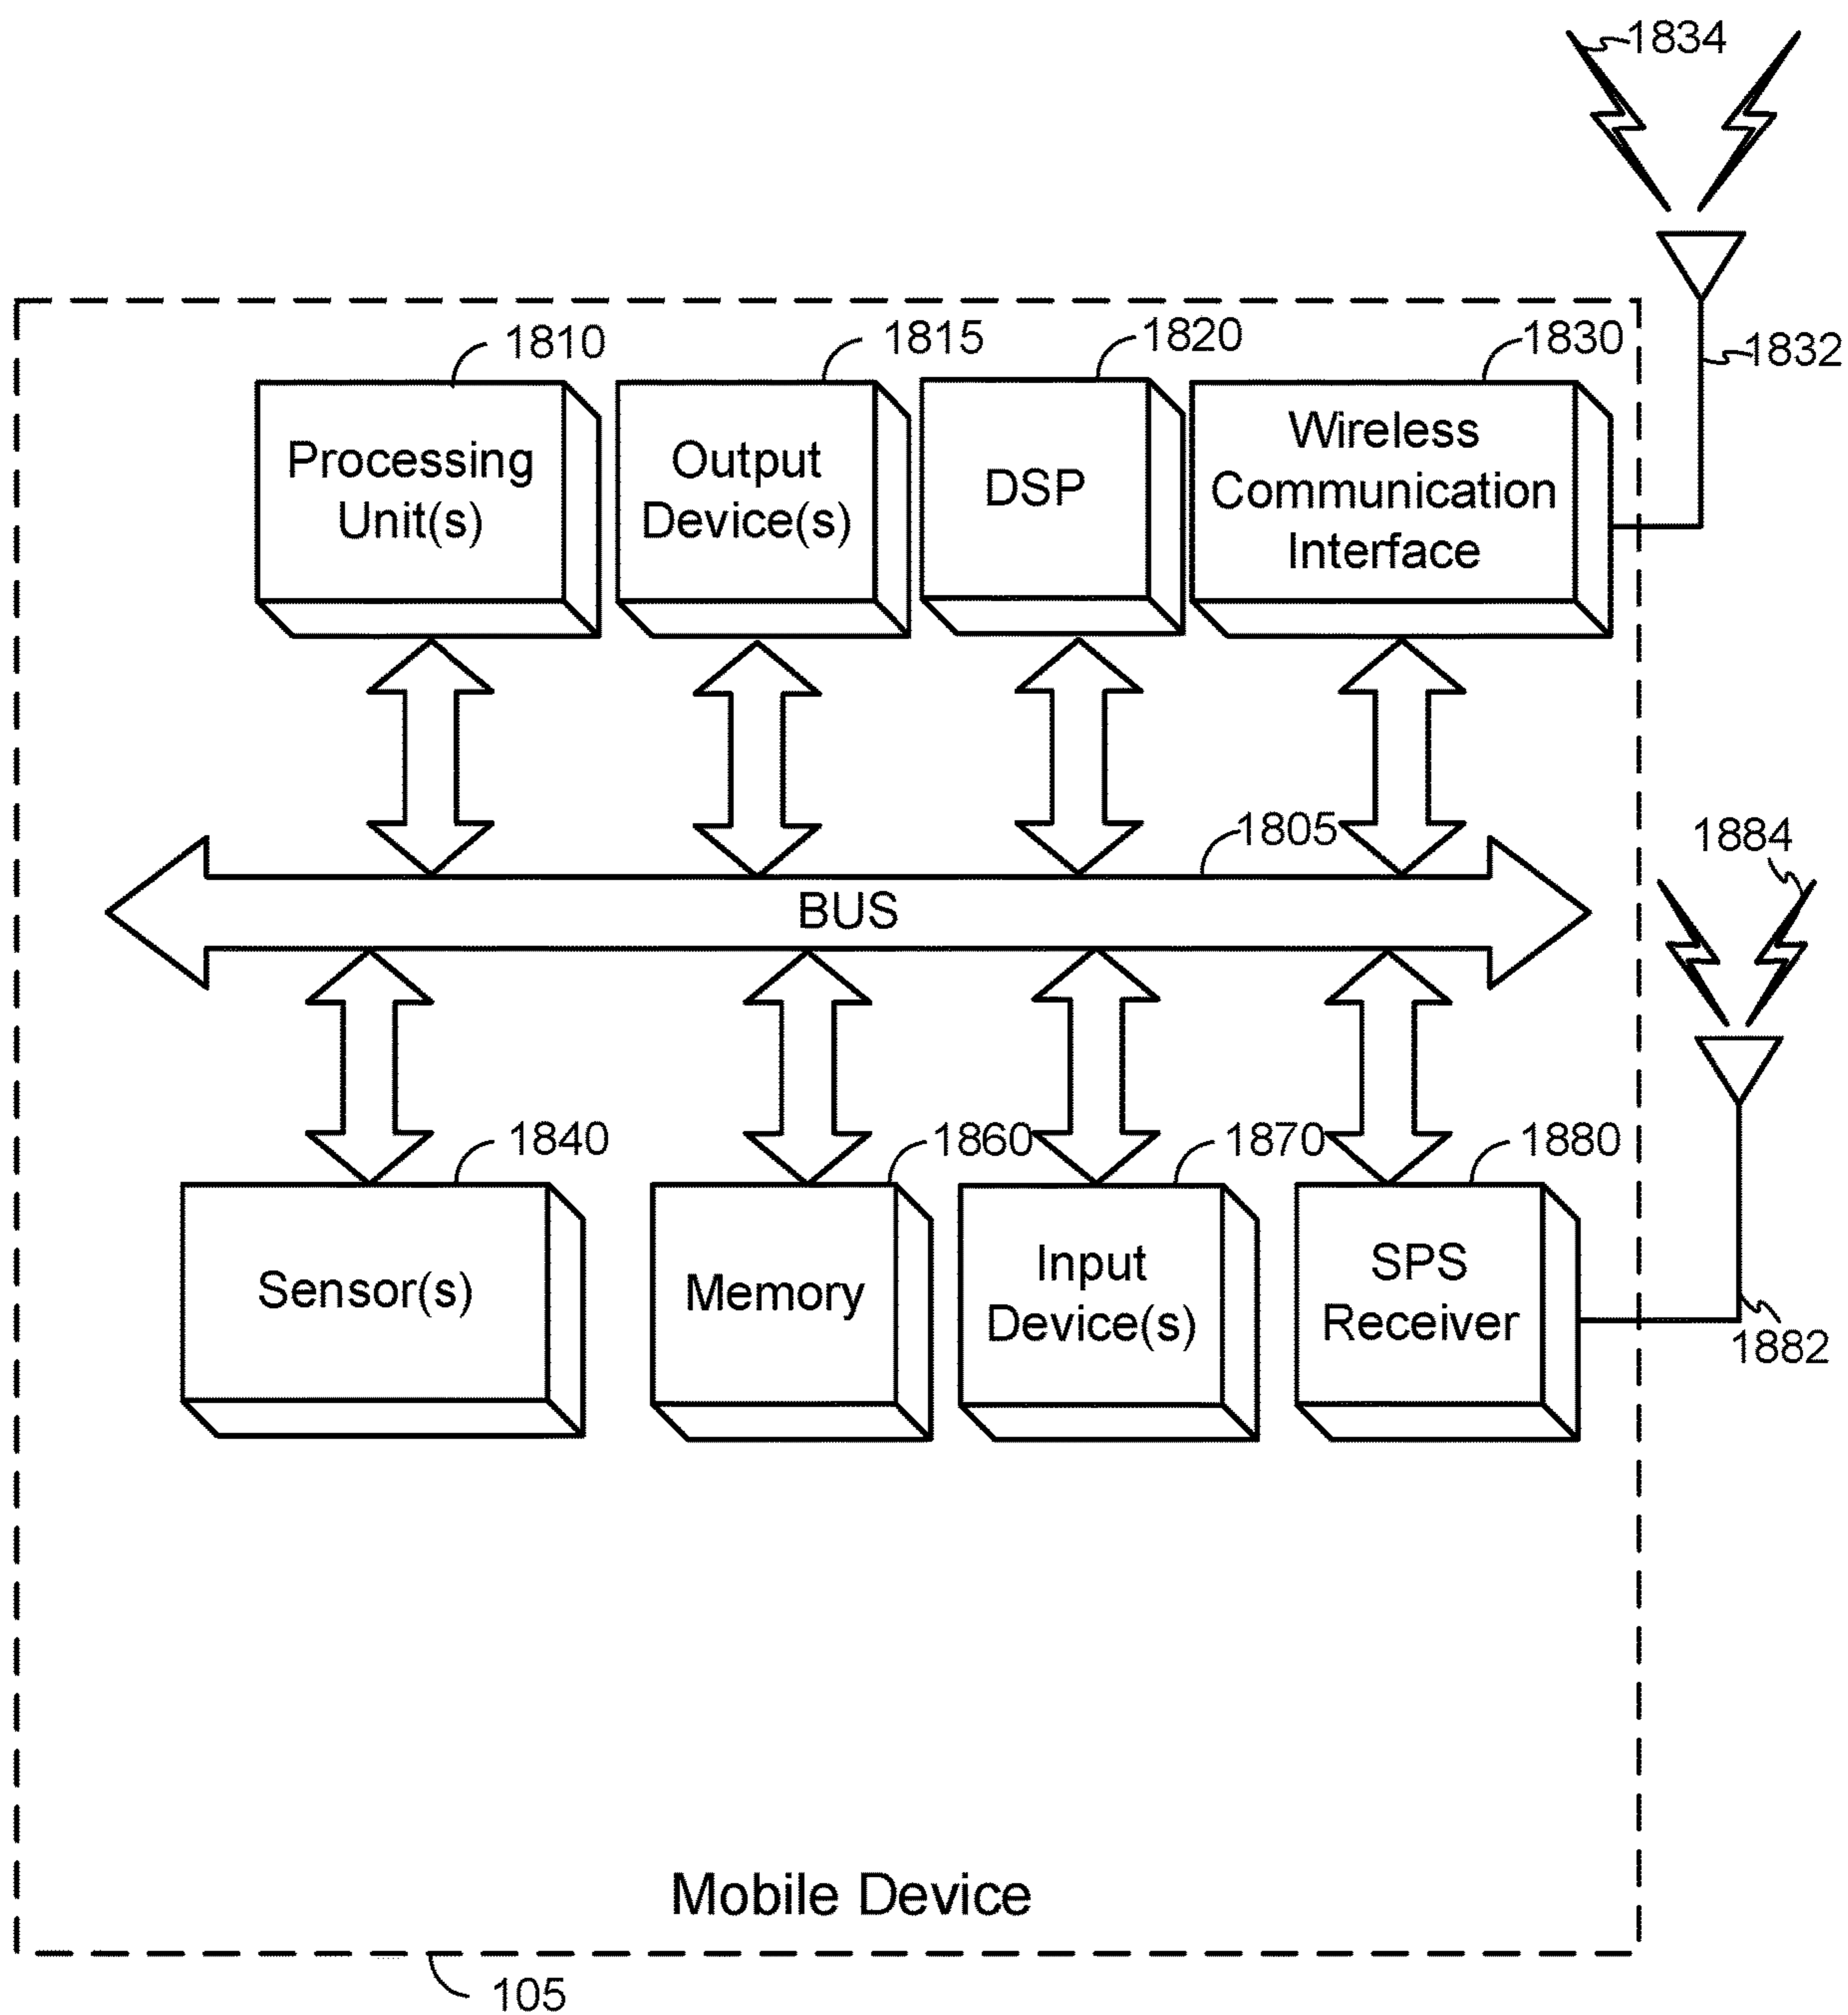 1834
1810
1815
1820
1830
1832
Processing
Unit(s)
Output
Device(s)
DSP
Wireless
Communication
Interface
1805
1884
BUS
1840
1860
1870
1880
Sensor(s)
Memory
Input
Device(s)
SPS
Receiver
1882
Mobile Device
105